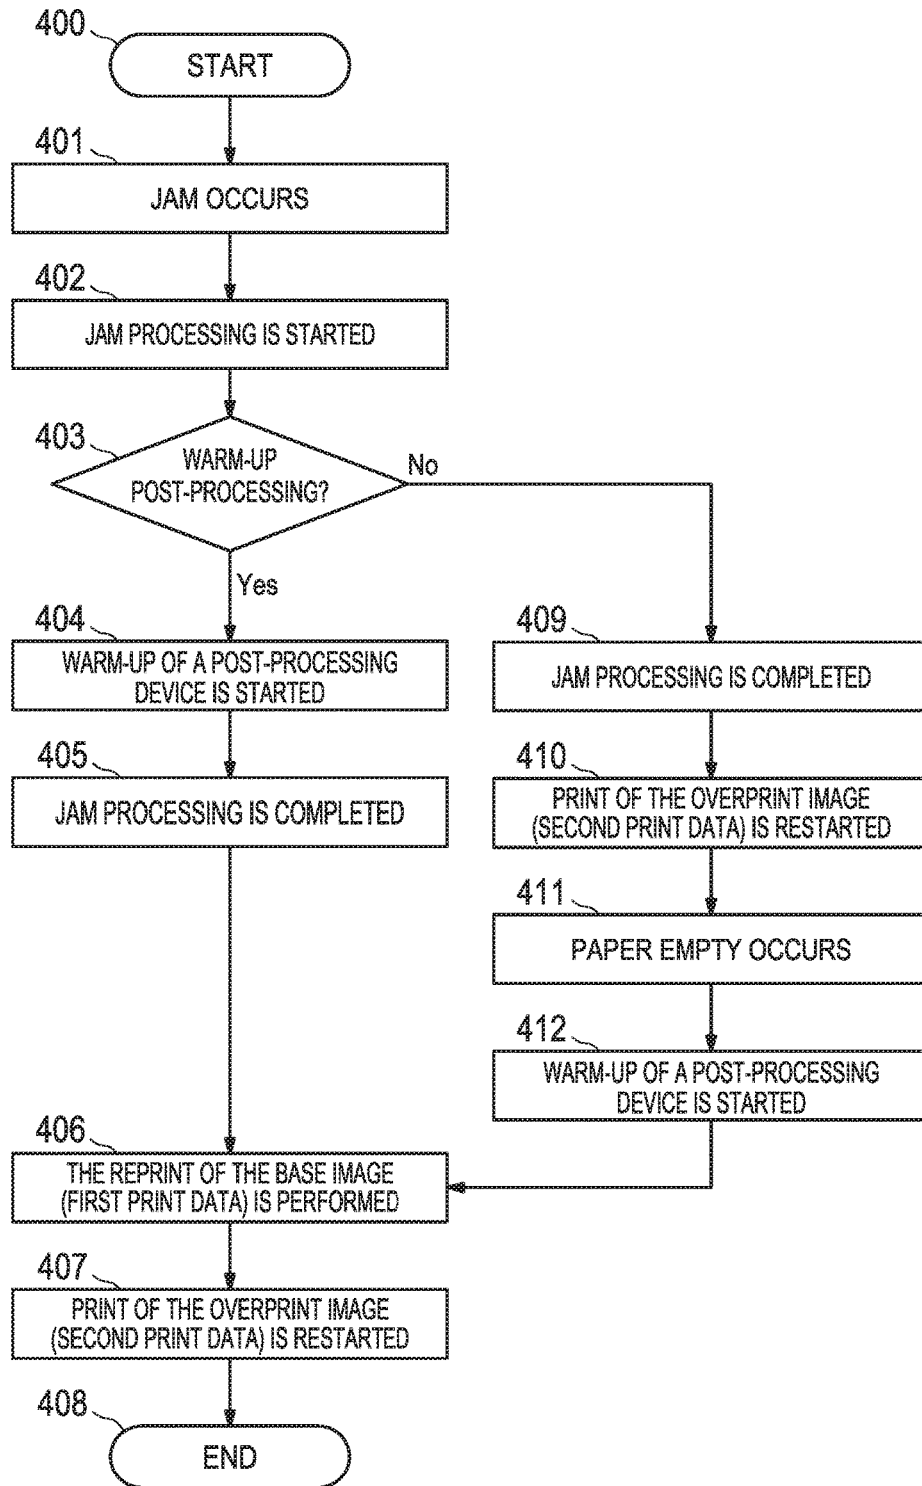 400
START
401
JAM OCCURS
402
JAM PROCESSING IS STARTED
403
WARM-UP
POST-PROCESSING?
No
Yes
404
WARM-UP OF A POST-PROCESSING
DEVICE IS STARTED
405
JAM PROCESSING IS COMPLETED
409
JAM PROCESSING IS COMPLETED
410
PRINT OF THE OVERPRINT IMAGE
(SECOND PRINT DATA) IS RESTARTED
411
PAPER EMPTY OCCURS
412
WARM-UP OF A POST-PROCESSING
DEVICE IS STARTED
406
THE REPRINT OF THE BASE IMAGE
(FIRST PRINT DATA) IS PERFORMED
407
PRINT OF THE OVERPRINT IMAGE
(SECOND PRINT DATA) IS RESTARTED
408
END